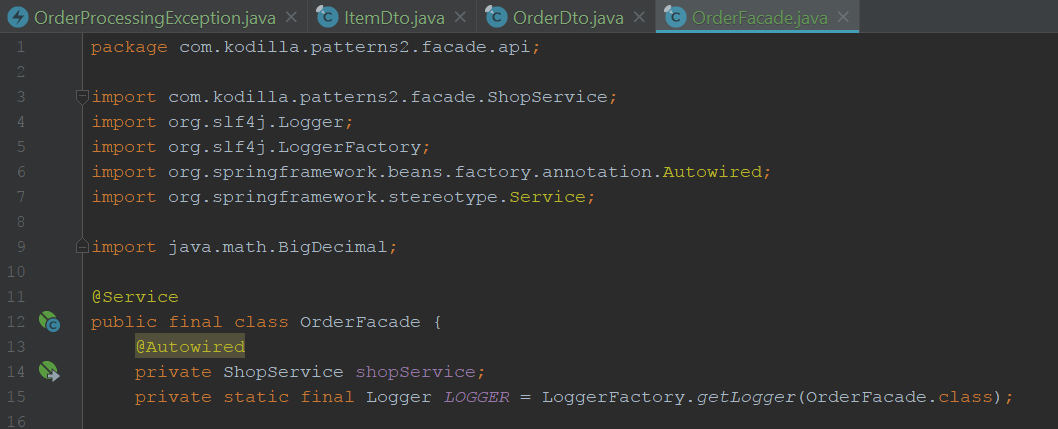 OrderProcessingException.java ItemDto.java OrderDto.java OrderFacade.java
1 package com.kodilla.patterns2.facade.api;
2
3 import com.kodilla.patterns2.facade.ShopService;
4 import org.slf4j.Logger;
5 import org.slf4j.LoggerFactory;
6 import org.springframework.beans.factory.annotation.Autowired;
7 import org.springframework.stereotype.Service;
8
9 import java.math.BigDecimal;
10
11 @Service
12 public final class OrderFacade {
13 @Autowired
14 private ShopService shopService;
15 private static final Logger LOGGER = LoggerFactory.getLogger(OrderFacade.class);
16